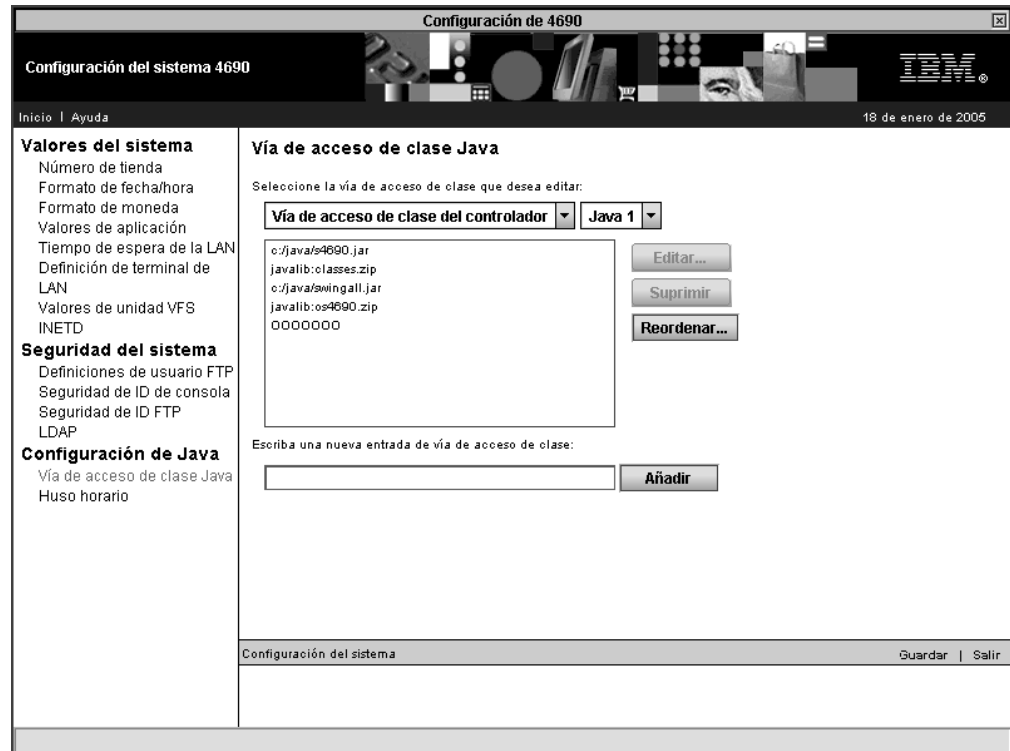 Configuración de 4690
Configuración del sistema 4690
IBM®
Inicio | Ayuda
18 de enero de 2005
Valores del sistema
Número de tienda
Formato de fecha/hora
Formato de moneda
Valores de aplicación
Tiempo de espera de la LAN
Definición de terminal de
LAN
Valores de unidad VFS
INETD
Seguridad del sistema
Definiciones de usuario FTP
Seguridad de ID de consola
Seguridad de ID FTP
LDAP
Configuración de Java
Vía de acceso de clase Java
Huso horario
Vía de acceso de clase Java
Seleccione la vía de acceso de clase que desea editar:
Vía de acceso de clase del controlador
Java 1
c:/java/s4690.jar
javalib:classes.zip
c:/java/swingall.jar
javalib:os4690.zip
OOOOOOO
Editar...
Suprimir
Reordenar...
Escriba una nueva entrada de vía de acceso de clase:
Añadir
Configuración del sistema
Guardar | Salir